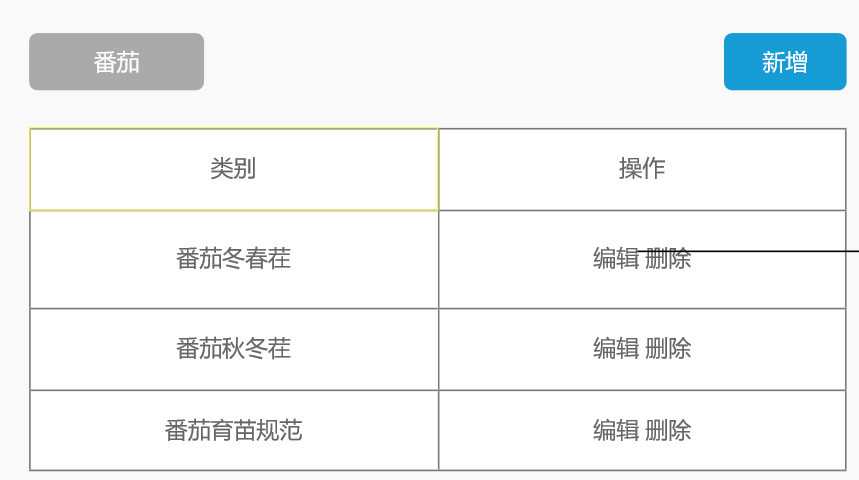 番茄
新增
类别
操作
番茄冬春茬
编辑 删除
番茄秋冬茬
编辑 删除
番茄育苗规范
编辑 删除